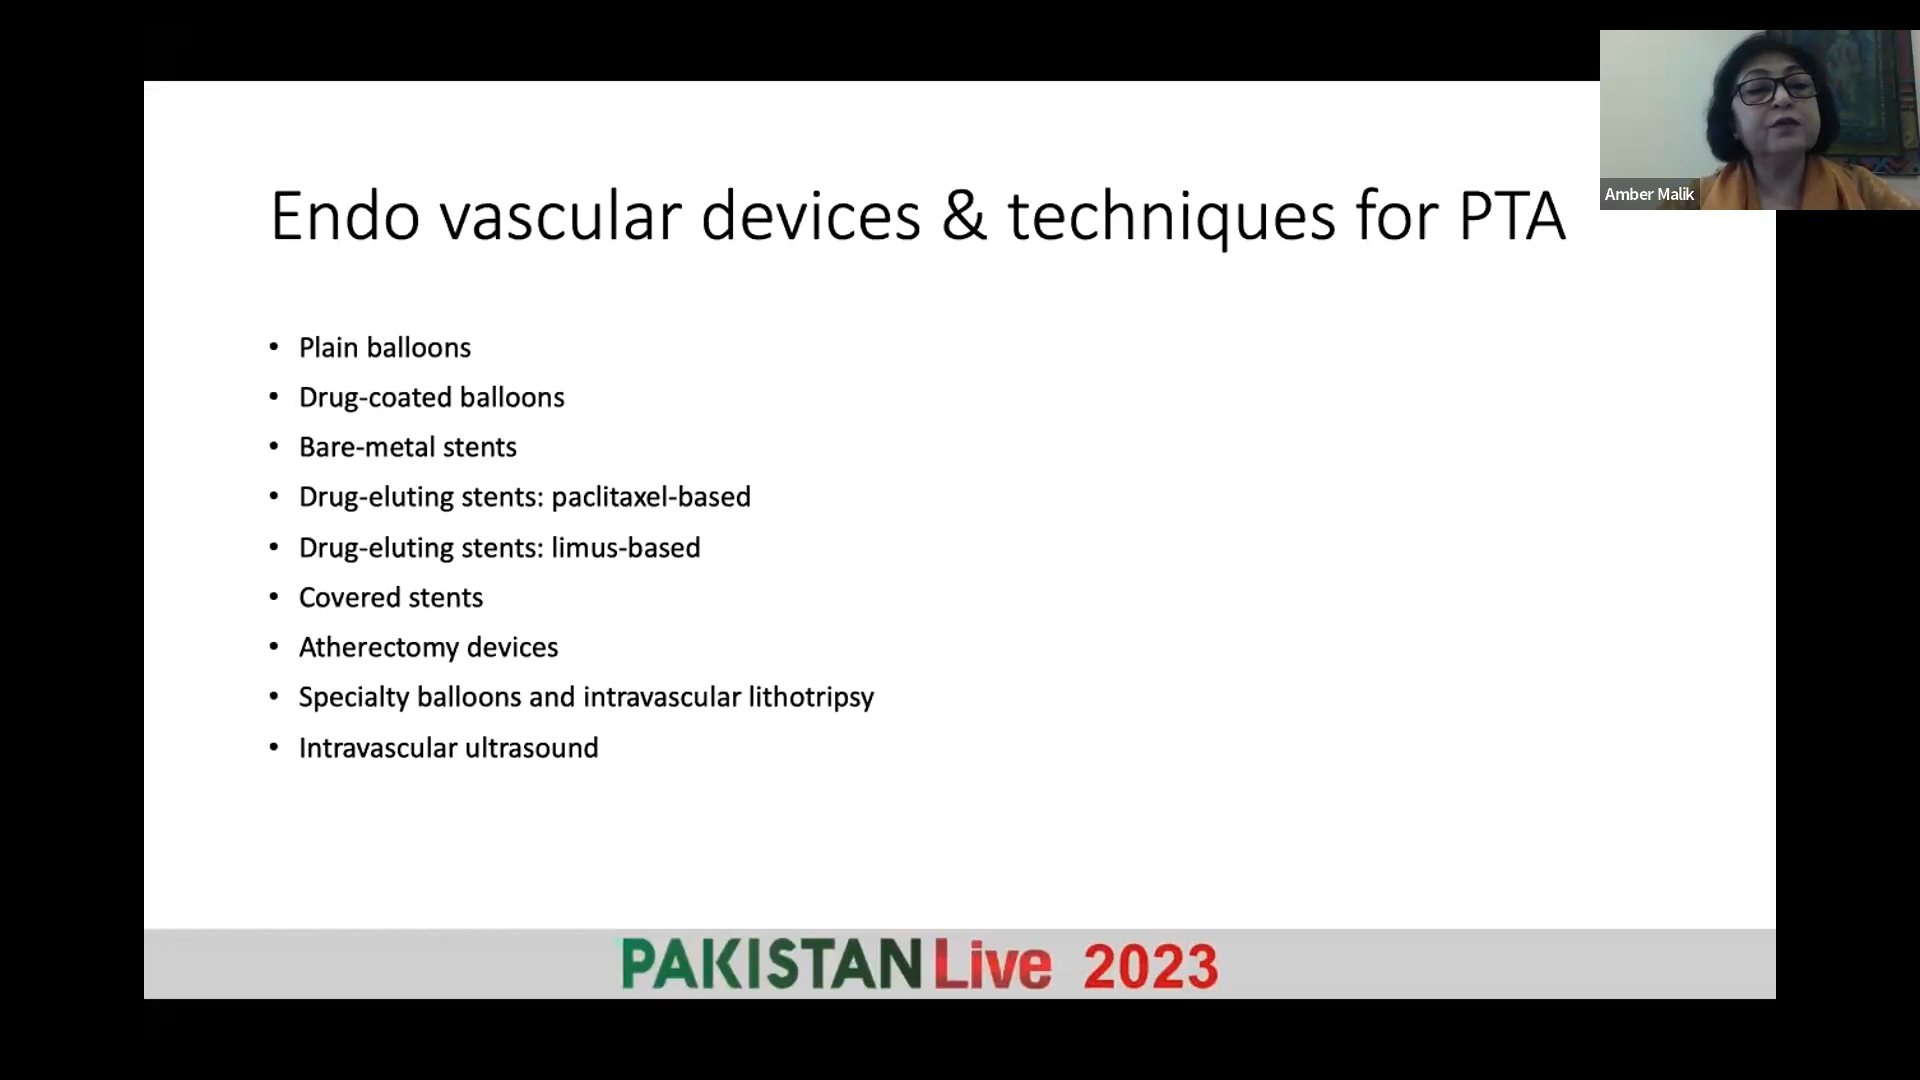 Endo vascular devices & techniques for PTA
• Plain balloons
• Drug-coated balloons
• Bare-metal stents
• Drug-eluting stents: paclitaxel-based
• Drug-eluting stents: limus-based
• Covered stents
• Atherectomy devices
• Specialty balloons and intravascular lithotripsy
• Intravascular ultrasound
PAKISTAN Live 2023
Amber Malik